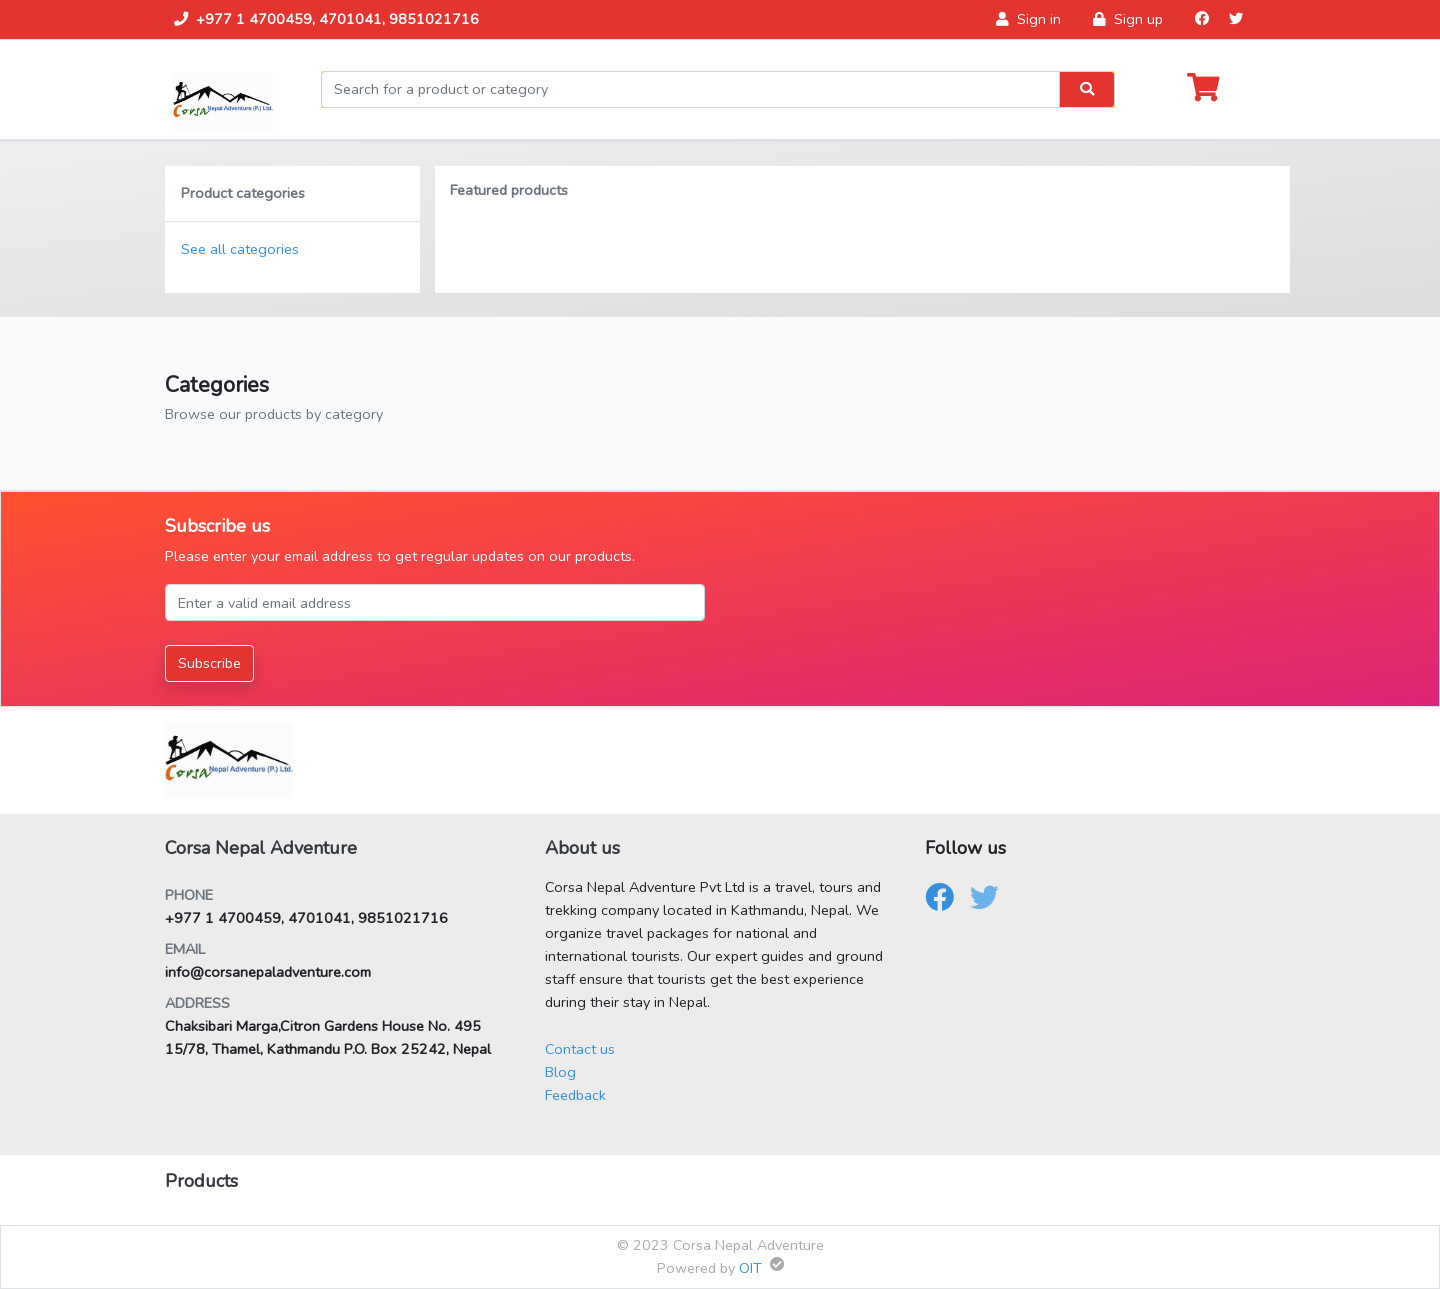 +977 1 4700459, 4701041, 9851021716
Sign in
Sign up
Corsa Nepal Adventure (P.) Ltd.
Search for a product or category
Product categories
See all categories
Featured products
Categories
Browse our products by category
Subscribe us
Please enter your email address to get regular updates on our products.
Enter a valid email address
Subscribe
Corsa Nepal Adventure (P.) Ltd.
Corsa Nepal Adventure
PHONE
+977 1 4700459, 4701041, 9851021716
EMAIL
info@corsanepaladventure.com
ADDRESS
Chaksibari Marga,Citron Gardens House No. 495
15/78, Thamel, Kathmandu P.O. Box 25242, Nepal
About us
Corsa Nepal Adventure Pvt Ltd is a travel, tours and
trekking company located in Kathmandu, Nepal. We
organize travel packages for national and
international tourists. Our expert guides and ground
staff ensure that tourists get the best experience
during their stay in Nepal.
Contact us
Blog
Feedback
Follow us
Products
© 2023 Corsa Nepal Adventure
Powered by OIT